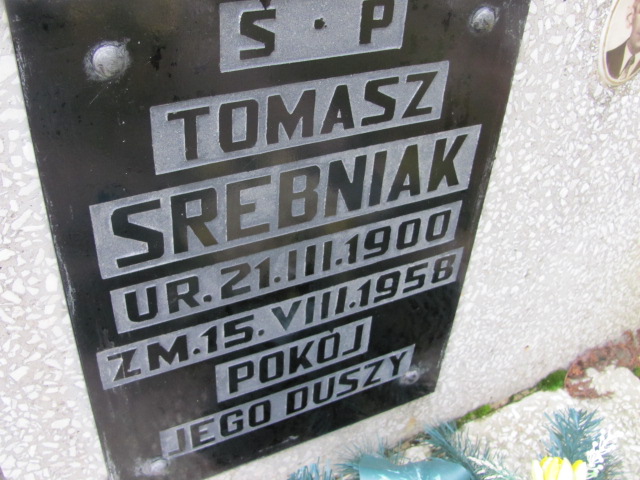 Ś · P
TOMASZ
SREBNIAK
UR. 21.III.1900
ZM. 15. VIII.1958
POKÓJ
JEGO DUSZY